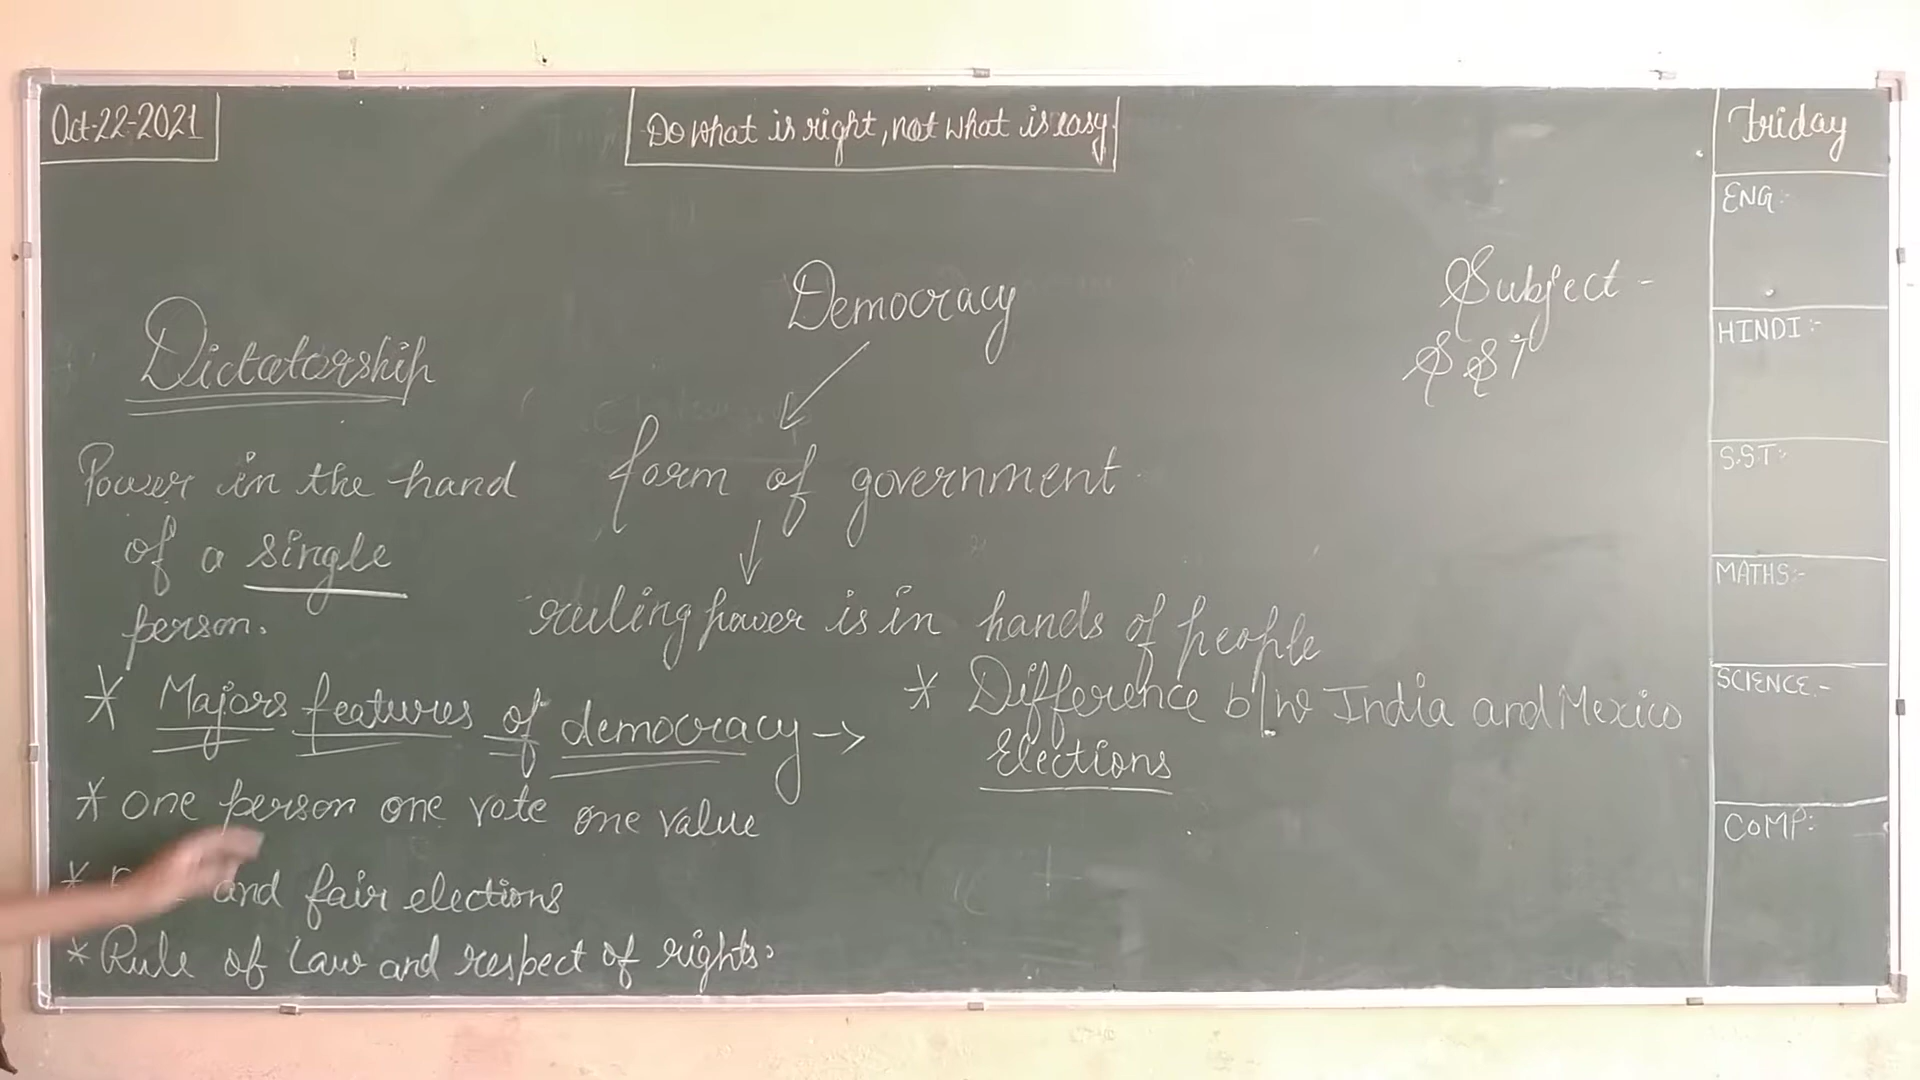 Oct-22-2021
Do what is right, not what is easy.
Friday
ENG:-
HINDI:-
S.S.T:-
MATHS:-
SCIENCE:-
COMP:-
Subject -
SST
Democracy
form of government
ruling power is in hands of people
Dictatorship
Power in the hand
of a single
person.
* Majors features of democracy →
* one person one vote one value
* and fair elections
* Rule of Law and respect of rights.
* Difference b/w India and Mexico
Elections